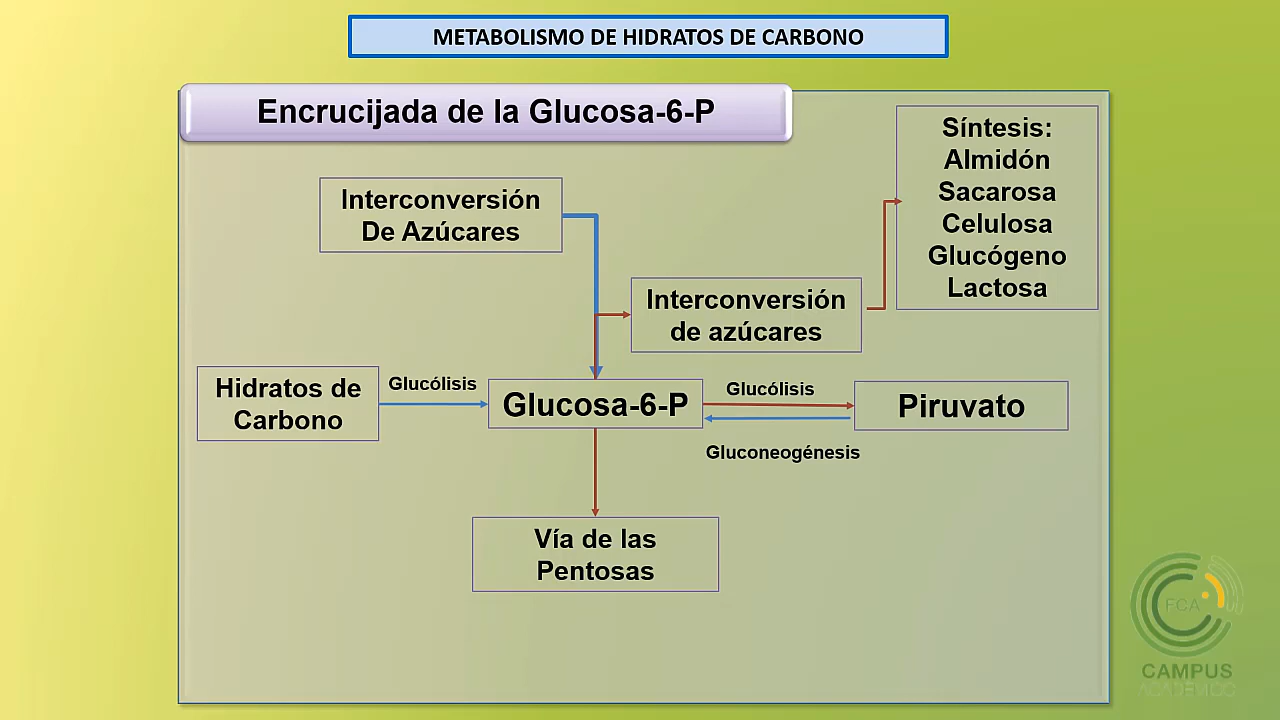 METABOLISMO DE HIDRATOS DE CARBONO
Encrucijada de la Glucosa-6-P
Síntesis:
Almidón
Sacarosa
Celulosa
Glucógeno
Lactosa
Interconversión
De Azúcares
Interconversión
de azúcares
Hidratos de
Carbono
Glucólisis
Glucosa-6-P
Glucólisis
Gluconeogénesis
Piruvato
Vía de las
Pentosas
FCA
CAMPUS
ACADEMICO